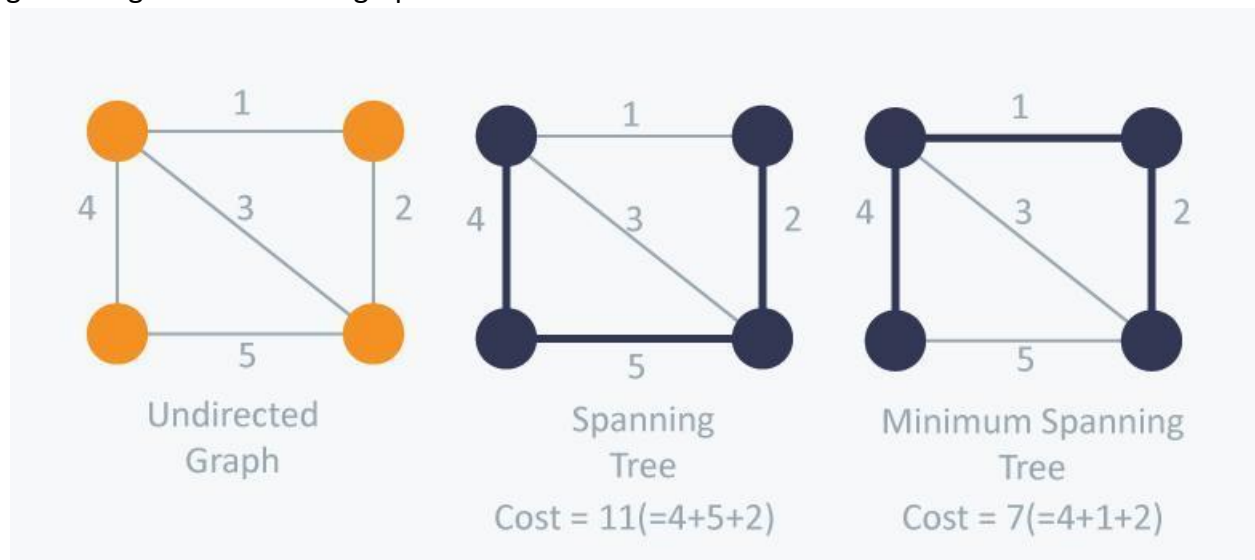 1
4
3
2
5
Undirected
Graph
1
4
3
2
5
Spanning
Tree
Cost = 11(=4+5+2)
1
4
3
2
5
Minimum Spanning
Tree
Cost = 7(=4+1+2)